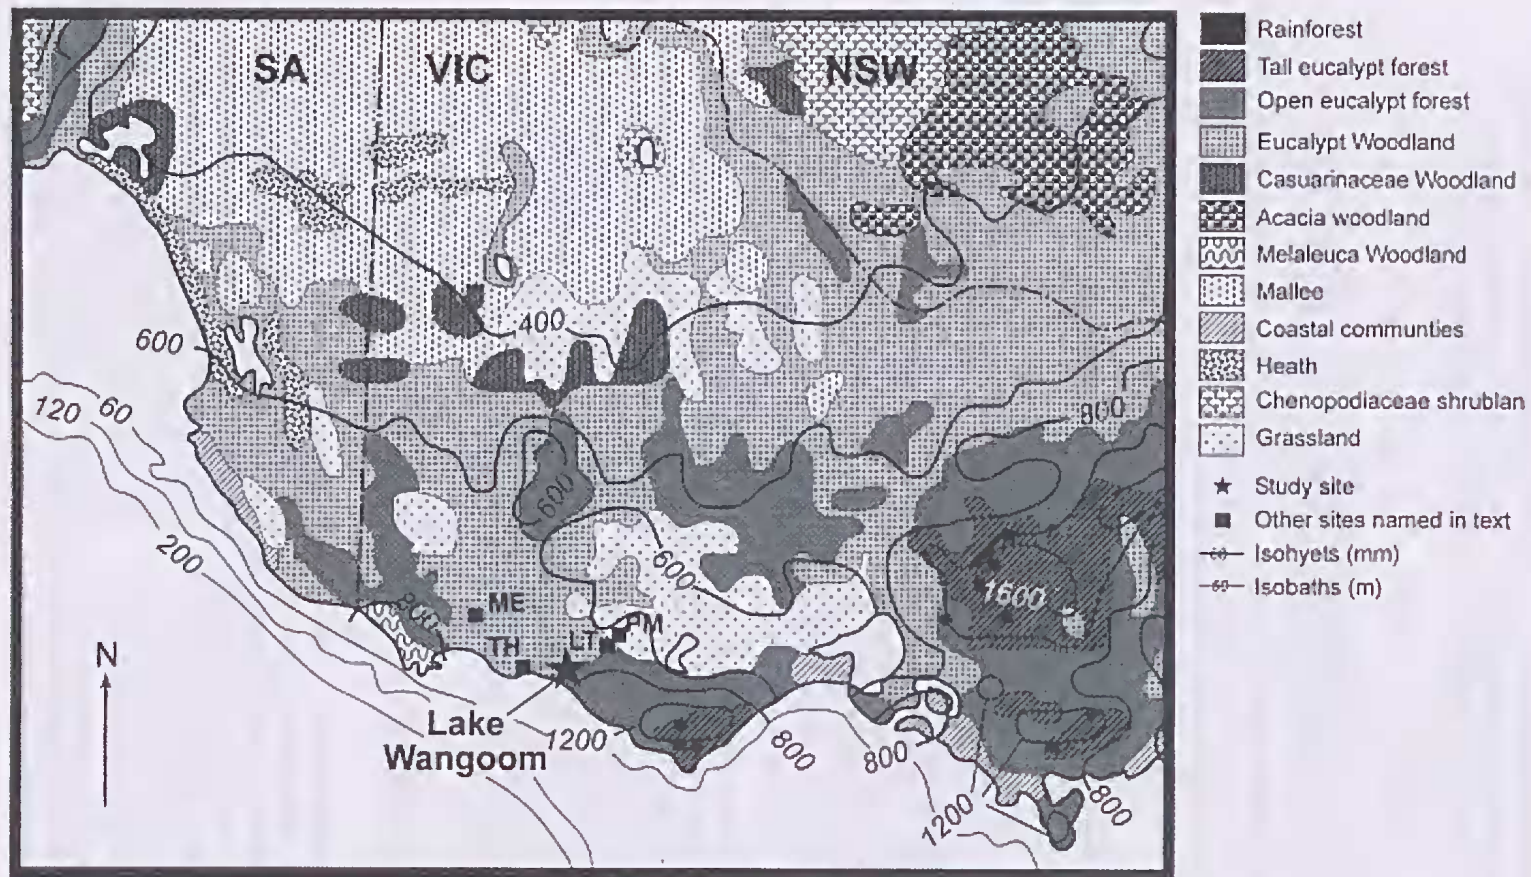 SA
VIC
NSW
400
600
800
120
60
600
600
1600
200
800
ME
TH
LT
PM
N
Lake
Wangoom
1200
800
800
1200
800
Rainforest
Tall eucalypt forest
Open eucalypt forest
Eucalypt Woodland
Casuarinaceae Woodland
Acacia woodland
Melaleuca Woodland
Mallee
Coastal communties
Heath
Chenopodiaceae shrublan
Grassland
Study site
Other sites named in text
60 Isohyets (mm)
60 Isobaths (m)